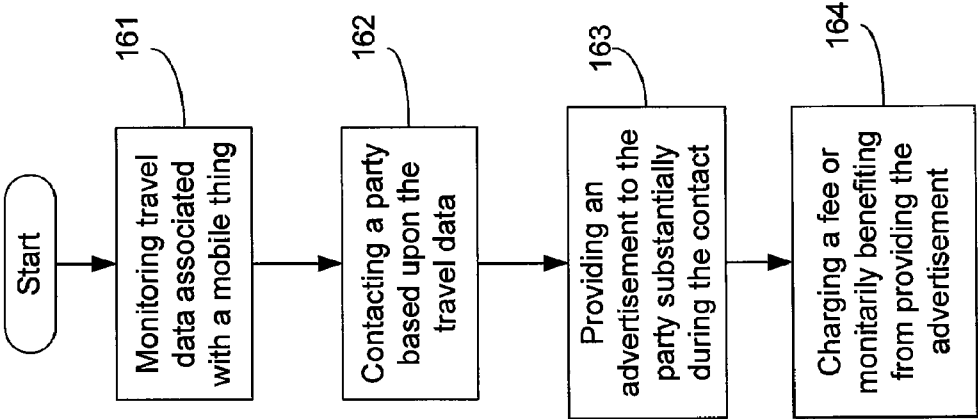 Start
161
Monitoring travel
data associated
with a mobile thing
162
Contacting a party
based upon the
travel data
163
Providing an
advertisement to the
party substantially
during the contact
164
Charging a fee or
monitarily benefiting
from providing the
advertisement